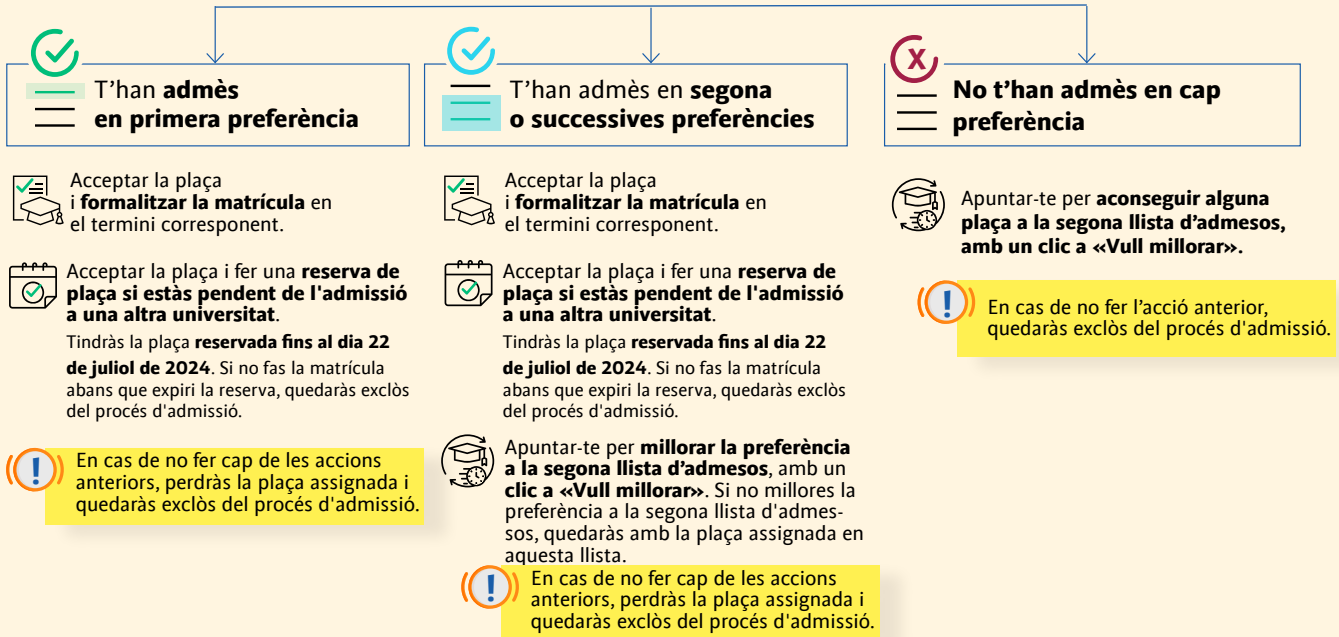 T'han admès
en primera preferència
Acceptar la plaça
i formalitzar la matrícula en
el termini corresponent.
Acceptar la plaça i fer una reserva de
plaça si estàs pendent de l'admissió
a una altra universitat.
Tindràs la plaça reservada fins al dia 22
de juliol de 2024. Si no fas la matrícula
abans que expiri la reserva, quedaràs exclòs
del procés d'admissió.
! En cas de no fer cap de les accions
anteriors, perdràs la plaça assignada i
quedaràs exclòs del procés d'admissió.
T'han admès en segona
o successives preferències
Acceptar la plaça
i formalitzar la matrícula en
el termini corresponent.
Acceptar la plaça i fer una reserva de
plaça si estàs pendent de l'admissió
a una altra universitat.
Tindràs la plaça reservada fins al dia 22
de juliol de 2024. Si no fas la matrícula
abans que expiri la reserva, quedaràs exclòs
del procés d'admissió.
Apuntar-te per millorar la preferència
a la segona llista d'admesos, amb un
clic a «Vull millorar». Si no millores la
preferència a la segona llista d'admes-
sos, quedaràs amb la plaça assignada en
aquesta llista.
! En cas de no fer cap de les accions
anteriors, perdràs la plaça assignada i
quedaràs exclòs del procés d'admissió.
X
No t'han admès en cap
preferència
Apuntar-te per aconseguir alguna
plaça a la segona llista d'admesos,
amb un clic a «Vull millorar».
! En cas de no fer l'acció anterior,
quedaràs exclòs del procés d'admissió.